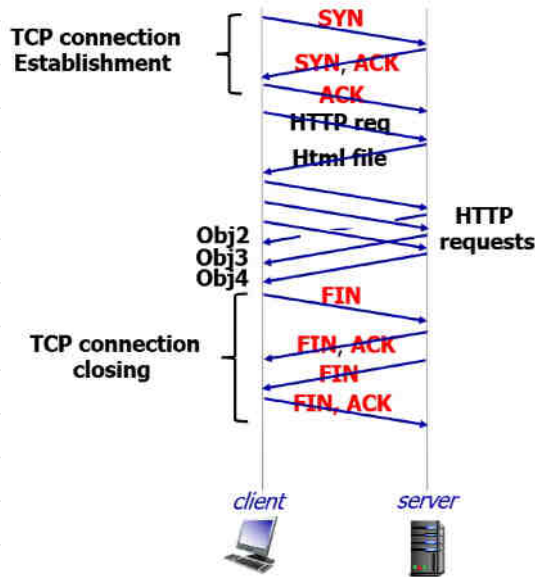 SYN
TCP connection
Establishment
SYN, ACK
ACK
HTTP req
Html file
HTTP
requests
Obj2
Obj3
Obj4
FIN
TCP connection
closing
FIN, ACK
FIN
FIN, ACK
client
server